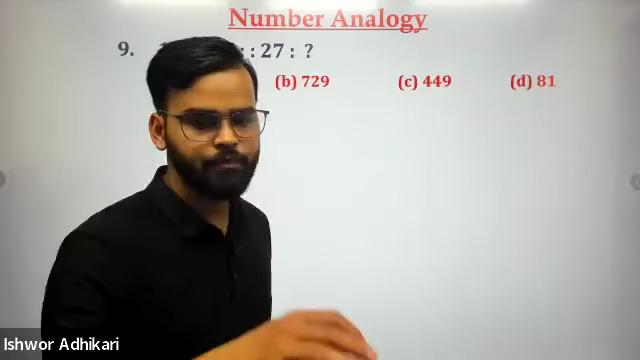 Number Analogy
9. :: 27 : ?
(b) 729 (c) 449 (d) 81
Ishwor Adhikari